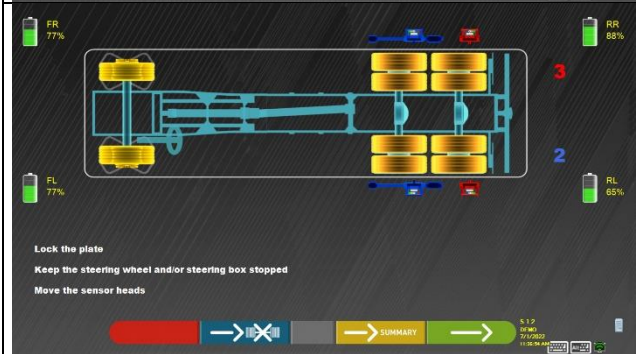 FR
77%
RR
88%
3
2
FL
77%
RL
65%
Lock the plate
Keep the steering wheel and/or steering box stopped
Move the sensor heads
SUMMARY
S 1 2
DEMO
7/1/2022